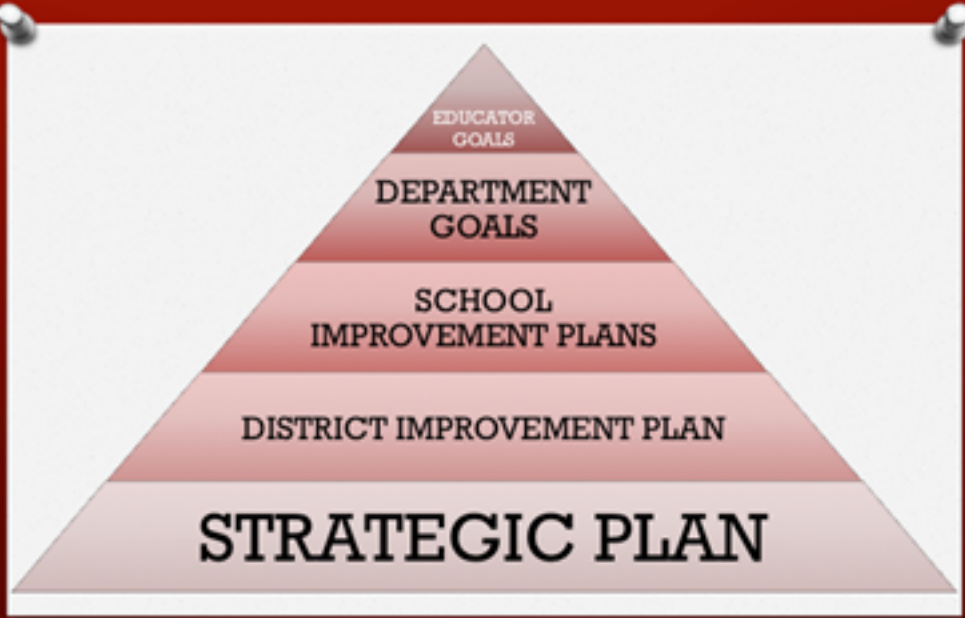 EDUCATOR
GOALS
DEPARTMENT
GOALS
SCHOOL
IMPROVEMENT PLANS
DISTRICT IMPROVEMENT PLAN
STRATEGIC PLAN